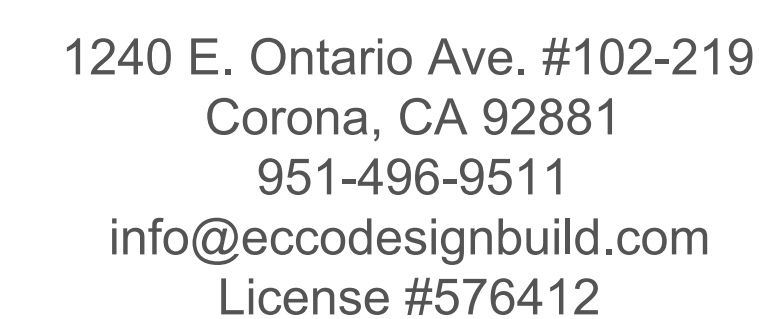 1240 E. Ontario Ave. #102-219
Corona, CA 92881
951-496-9511
info@eccodesignbuild.com
License #576412